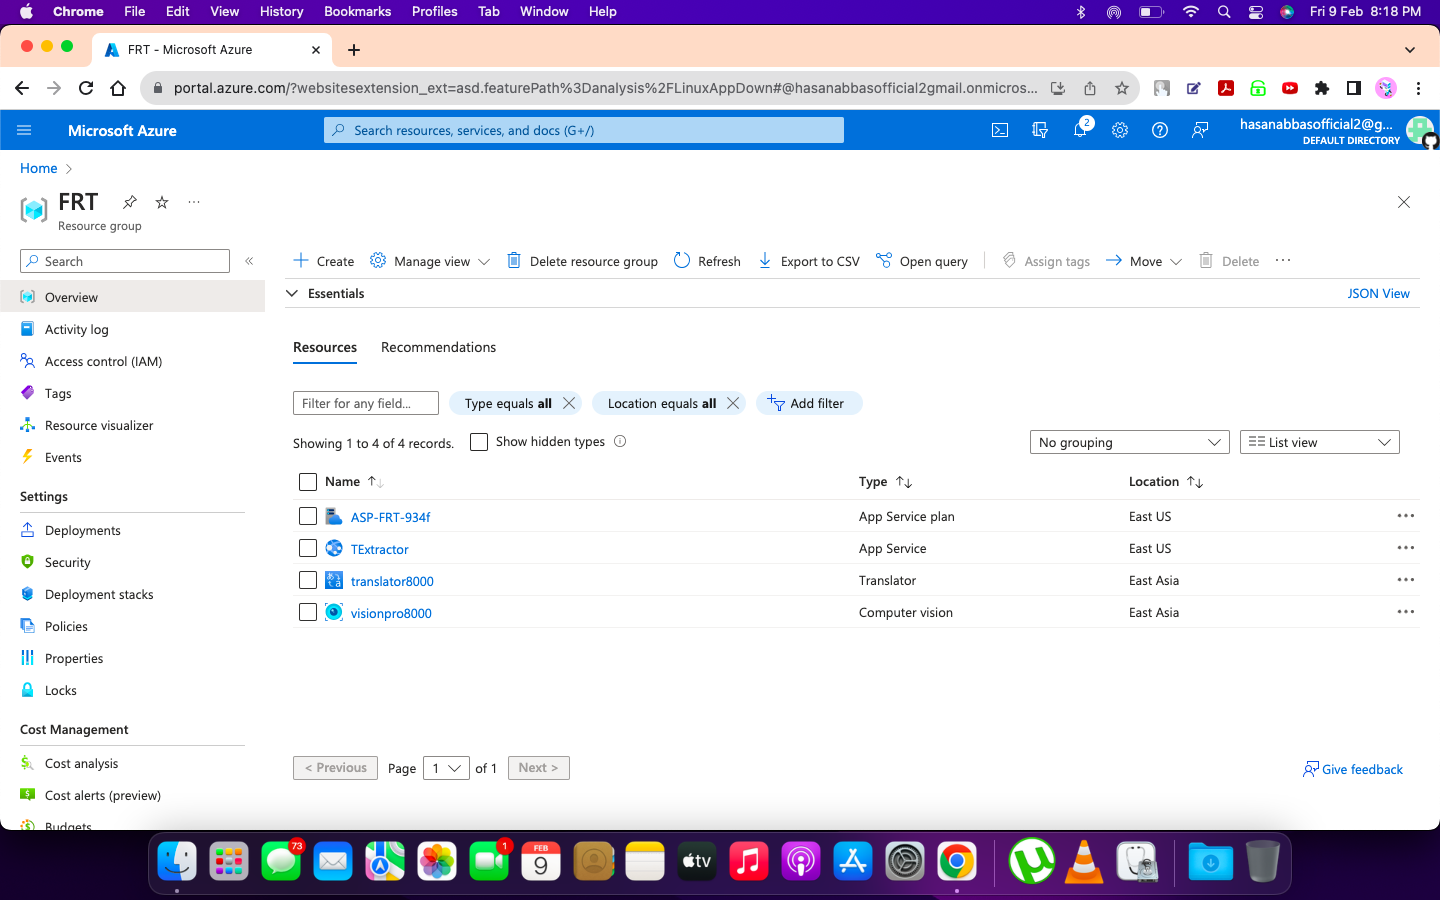 Chrome File Edit View History Bookmarks Profiles Tab Window Help Fri 9 Feb 8:18 PM
FRT - Microsoft Azure
portal.azure.com/?websitesextension_ext=asd.featurePath%3Danalysis%2FLinuxAppDown#@hasanabbasofficial2gmail.onmicros...
Microsoft Azure
Search resources, services, and docs (G+/)
2
hasanabbasofficial2@g...
DEFAULT DIRECTORY
Home
FRT
Resource group
Search
Create Manage view Delete resource group Refresh Export to CSV Open query Assign tags Move Delete
Essentials
JSON View
Overview
Activity log
Access control (IAM)
Tags
Resource visualizer
Events
Settings
Deployments
Security
Deployment stacks
Policies
Properties
Locks
Cost Management
Cost analysis
Cost alerts (preview)
Budgets
Resources Recommendations
Filter for any field... Type equals all Location equals all Add filter
Showing 1 to 4 of 4 records. Show hidden types No grouping List view
Name Type Location
ASP-FRT-934f App Service plan East US
TExtractor App Service East US
translator8000 Translator East Asia
visionpro8000 Computer vision East Asia
< Previous Page 1 of 1 Next >
Give feedback
73
1
FEB
9
tv